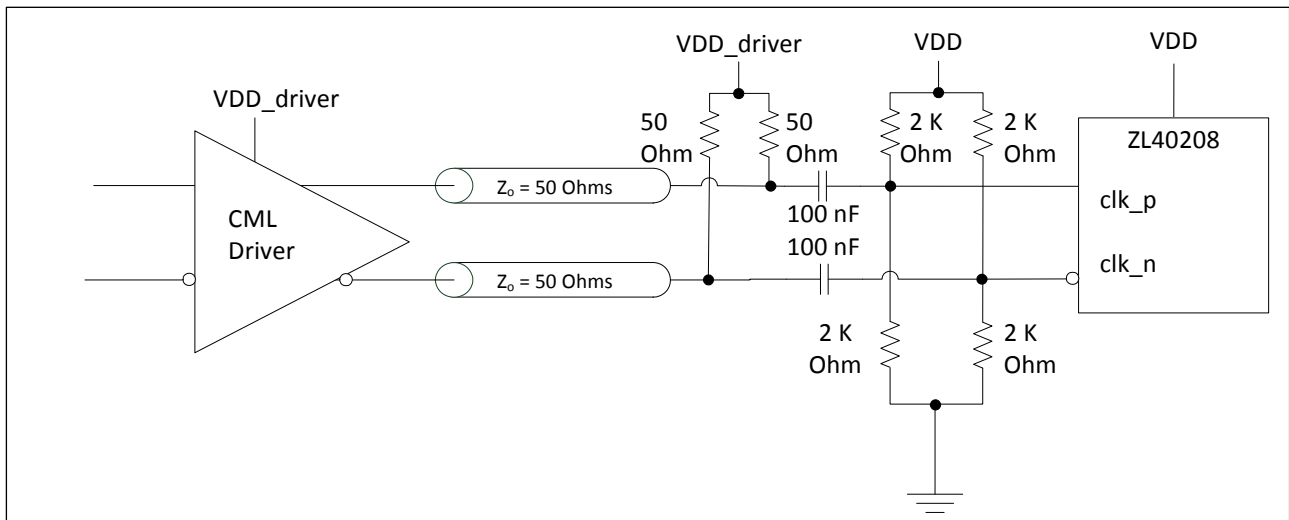 VDD_driver
VDD
VDD
VDD_driver
50
Ohm
50
Ohm
2 K
Ohm
2 K
Ohm
ZL40208
Zo = 50 Ohms
clk_p
CML
Driver
100 nF
100 nF
clk_n
Zo = 50 Ohms
2 K
Ohm
2 K
Ohm